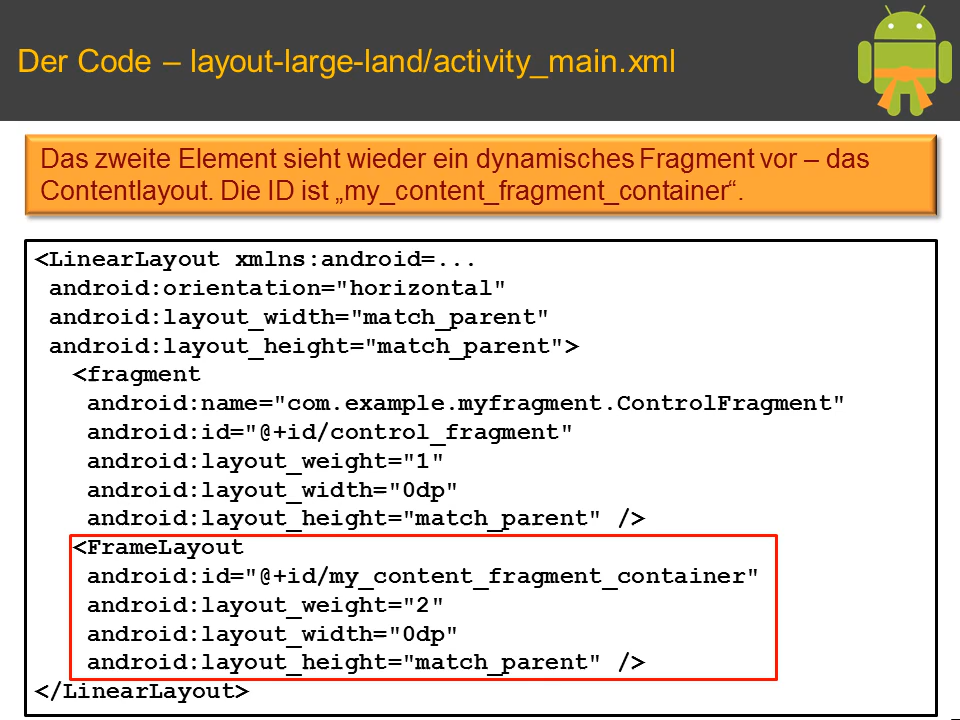 Der Code – layout-large-land/activity_main.xml
Das zweite Element sieht wieder ein dynamisches Fragment vor – das
Contentlayout. Die ID ist „my_content_fragment_container“.
<LinearLayout xmlns:android=...
android:orientation="horizontal"
android:layout_width="match_parent"
android:layout_height="match_parent">
<fragment
android:name="com.example.myfragment.ControlFragment"
android:id="@+id/control_fragment"
android:layout_weight="1"
android:layout_width="0dp"
android:layout_height="match_parent" />
<FrameLayout
android:id="@+id/my_content_fragment_container"
android:layout_weight="2"
android:layout_width="0dp"
android:layout_height="match_parent" />
</LinearLayout>